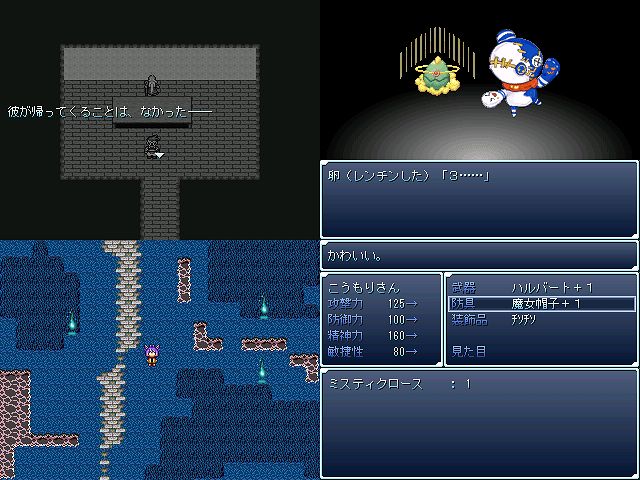 彼が帰ってくることは、なかった――
卵（レンチンした）「３……」
かわいい。
こうもりさん
攻撃力 125→
防御力 100→
精神力 160→
敏捷性 80→
武器 ハルバート＋１
防具 魔女帽子＋１
装飾品 ﾁｿﾁｿ
見た目
ミスティクロース ： 1